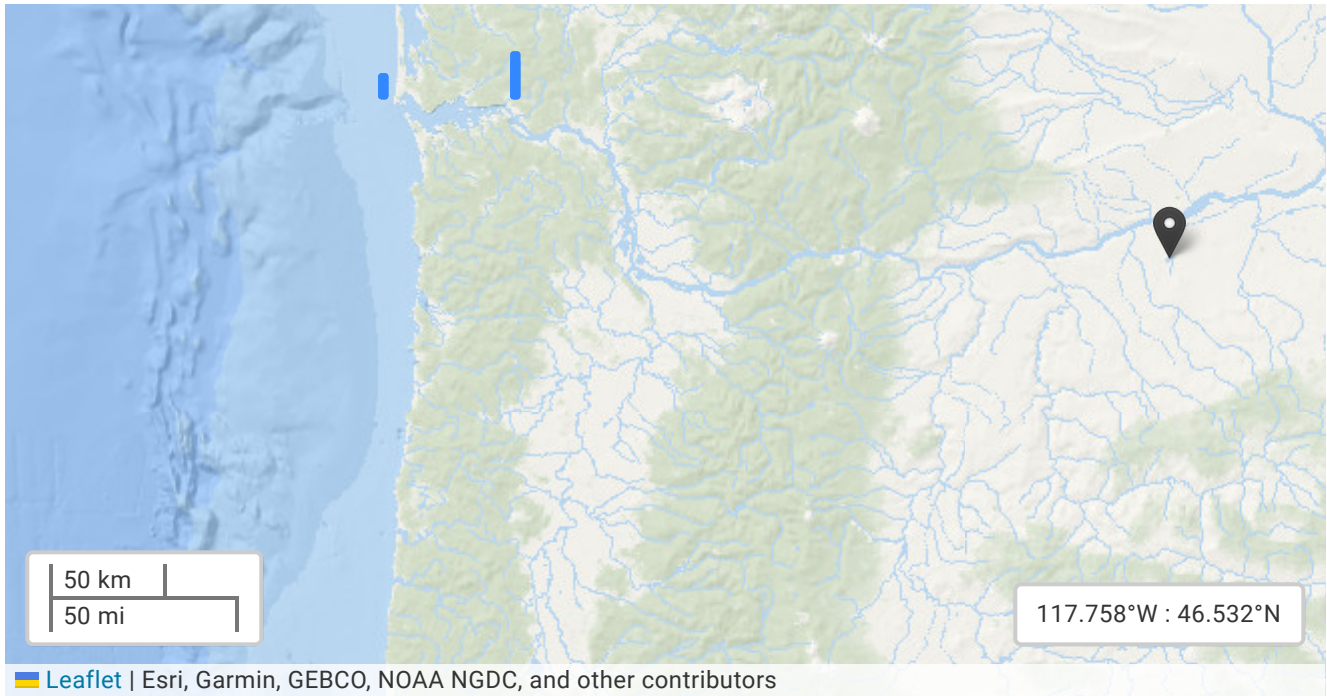 50 km
50 mi
117.758°W : 46.532°N
Leaflet | Esri, Garmin, GEBCO, NOAA NGDC, and other contributors